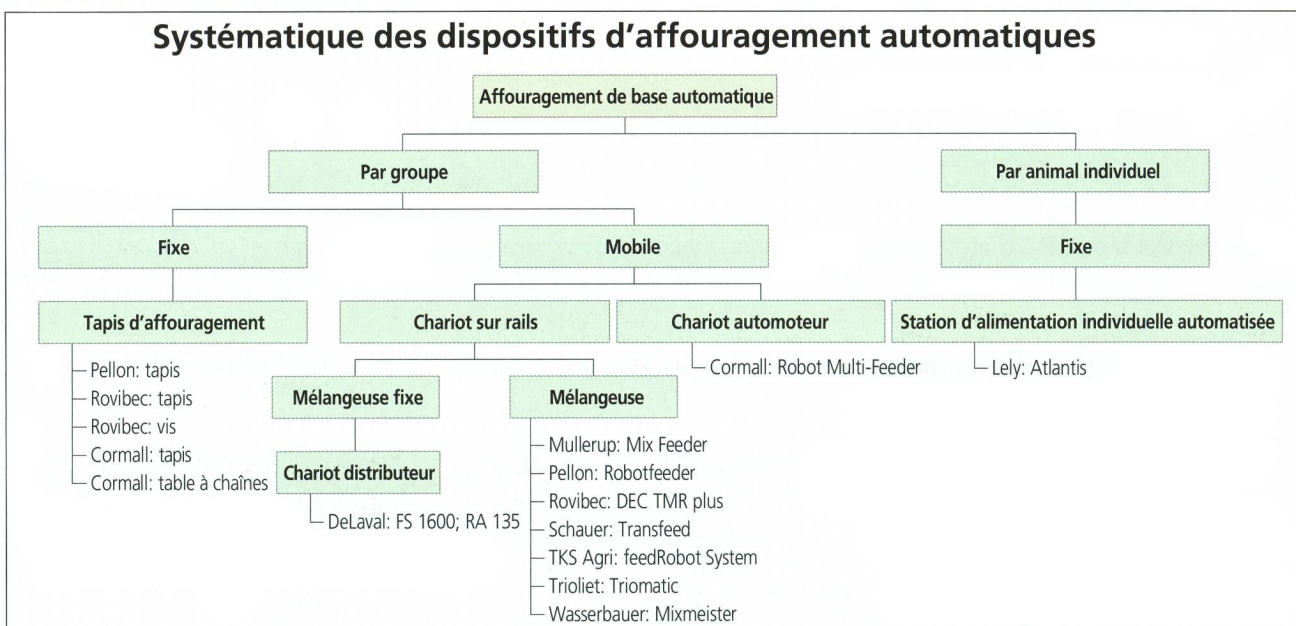 Systématique des dispositifs d'affouragement automatiques
Affouragement de base automatique
Par groupe
Par animal individuel
Fixe
Mobile
Fixe
Tapis d'affouragement
Chariot sur rails
Chariot automoteur
Station d'alimentation individuelle automatisée
Pellon: tapis
Rovibec: tapis
Rovibec: vis
Cormall: tapis
Cormall: table à chaînes
Mélangeuse fixe
Chariot distributeur
DeLaval: FS 1600; RA 135
Mélangeuse
Mullerup: Mix Feeder
Pellon: Robotfeeder
Rovibec: DEC TMR plus
Schauer: Transfeed
TKS Agri: feedRobot System
Trioliet: Triomatic
Wasserbauer: Mixmeister
Cormall: Robot Multi-Feeder
Lely: Atlantis